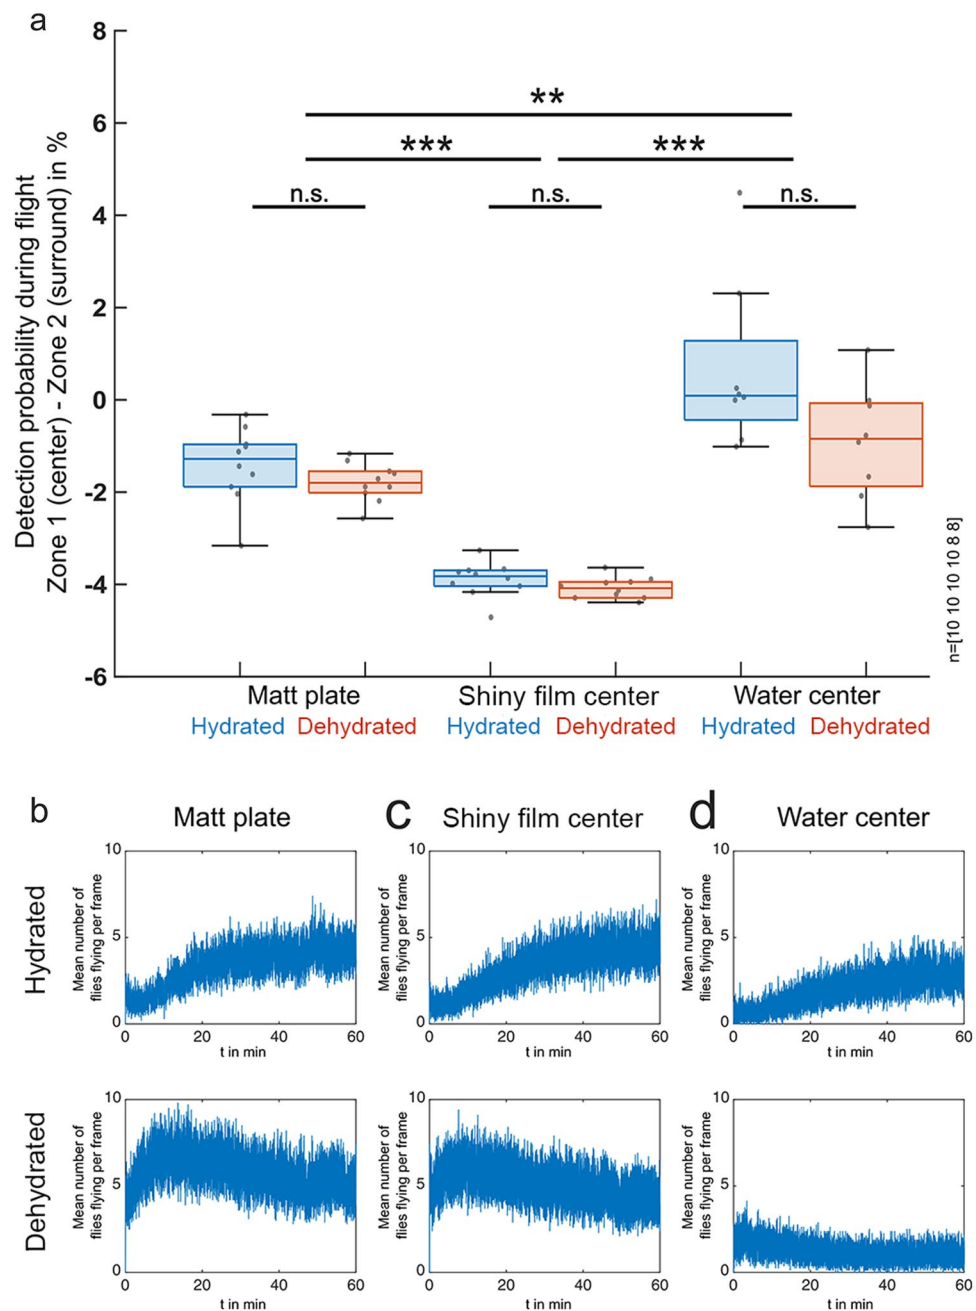 a
Detection probability during flight
Zone 1 (center) - Zone 2 (surround) in %
8
6
4
2
0
-2
-4
-6
**
*** ***
n.s. n.s. n.s.
n=[10 10 10 10 8 8]
Matt plate Shiny film center Water center
Hydrated Dehydrated Hydrated Dehydrated Hydrated Dehydrated
b Matt plate c Shiny film center d Water center
Hydrated
Mean number of
flies flying per frame
10
5
0
0 20 40 60
t in min
Mean number of
flies flying per frame
10
5
0
0 20 40 60
t in min
Mean number of
flies flying per frame
10
5
0
0 20 40 60
t in min
Dehydrated
Mean number of
flies flying per frame
10
5
0
0 20 40 60
t in min
Mean number of
flies flying per frame
10
5
0
0 20 40 60
t in min
Mean number of
flies flying per frame
10
5
0
0 20 40 60
t in min